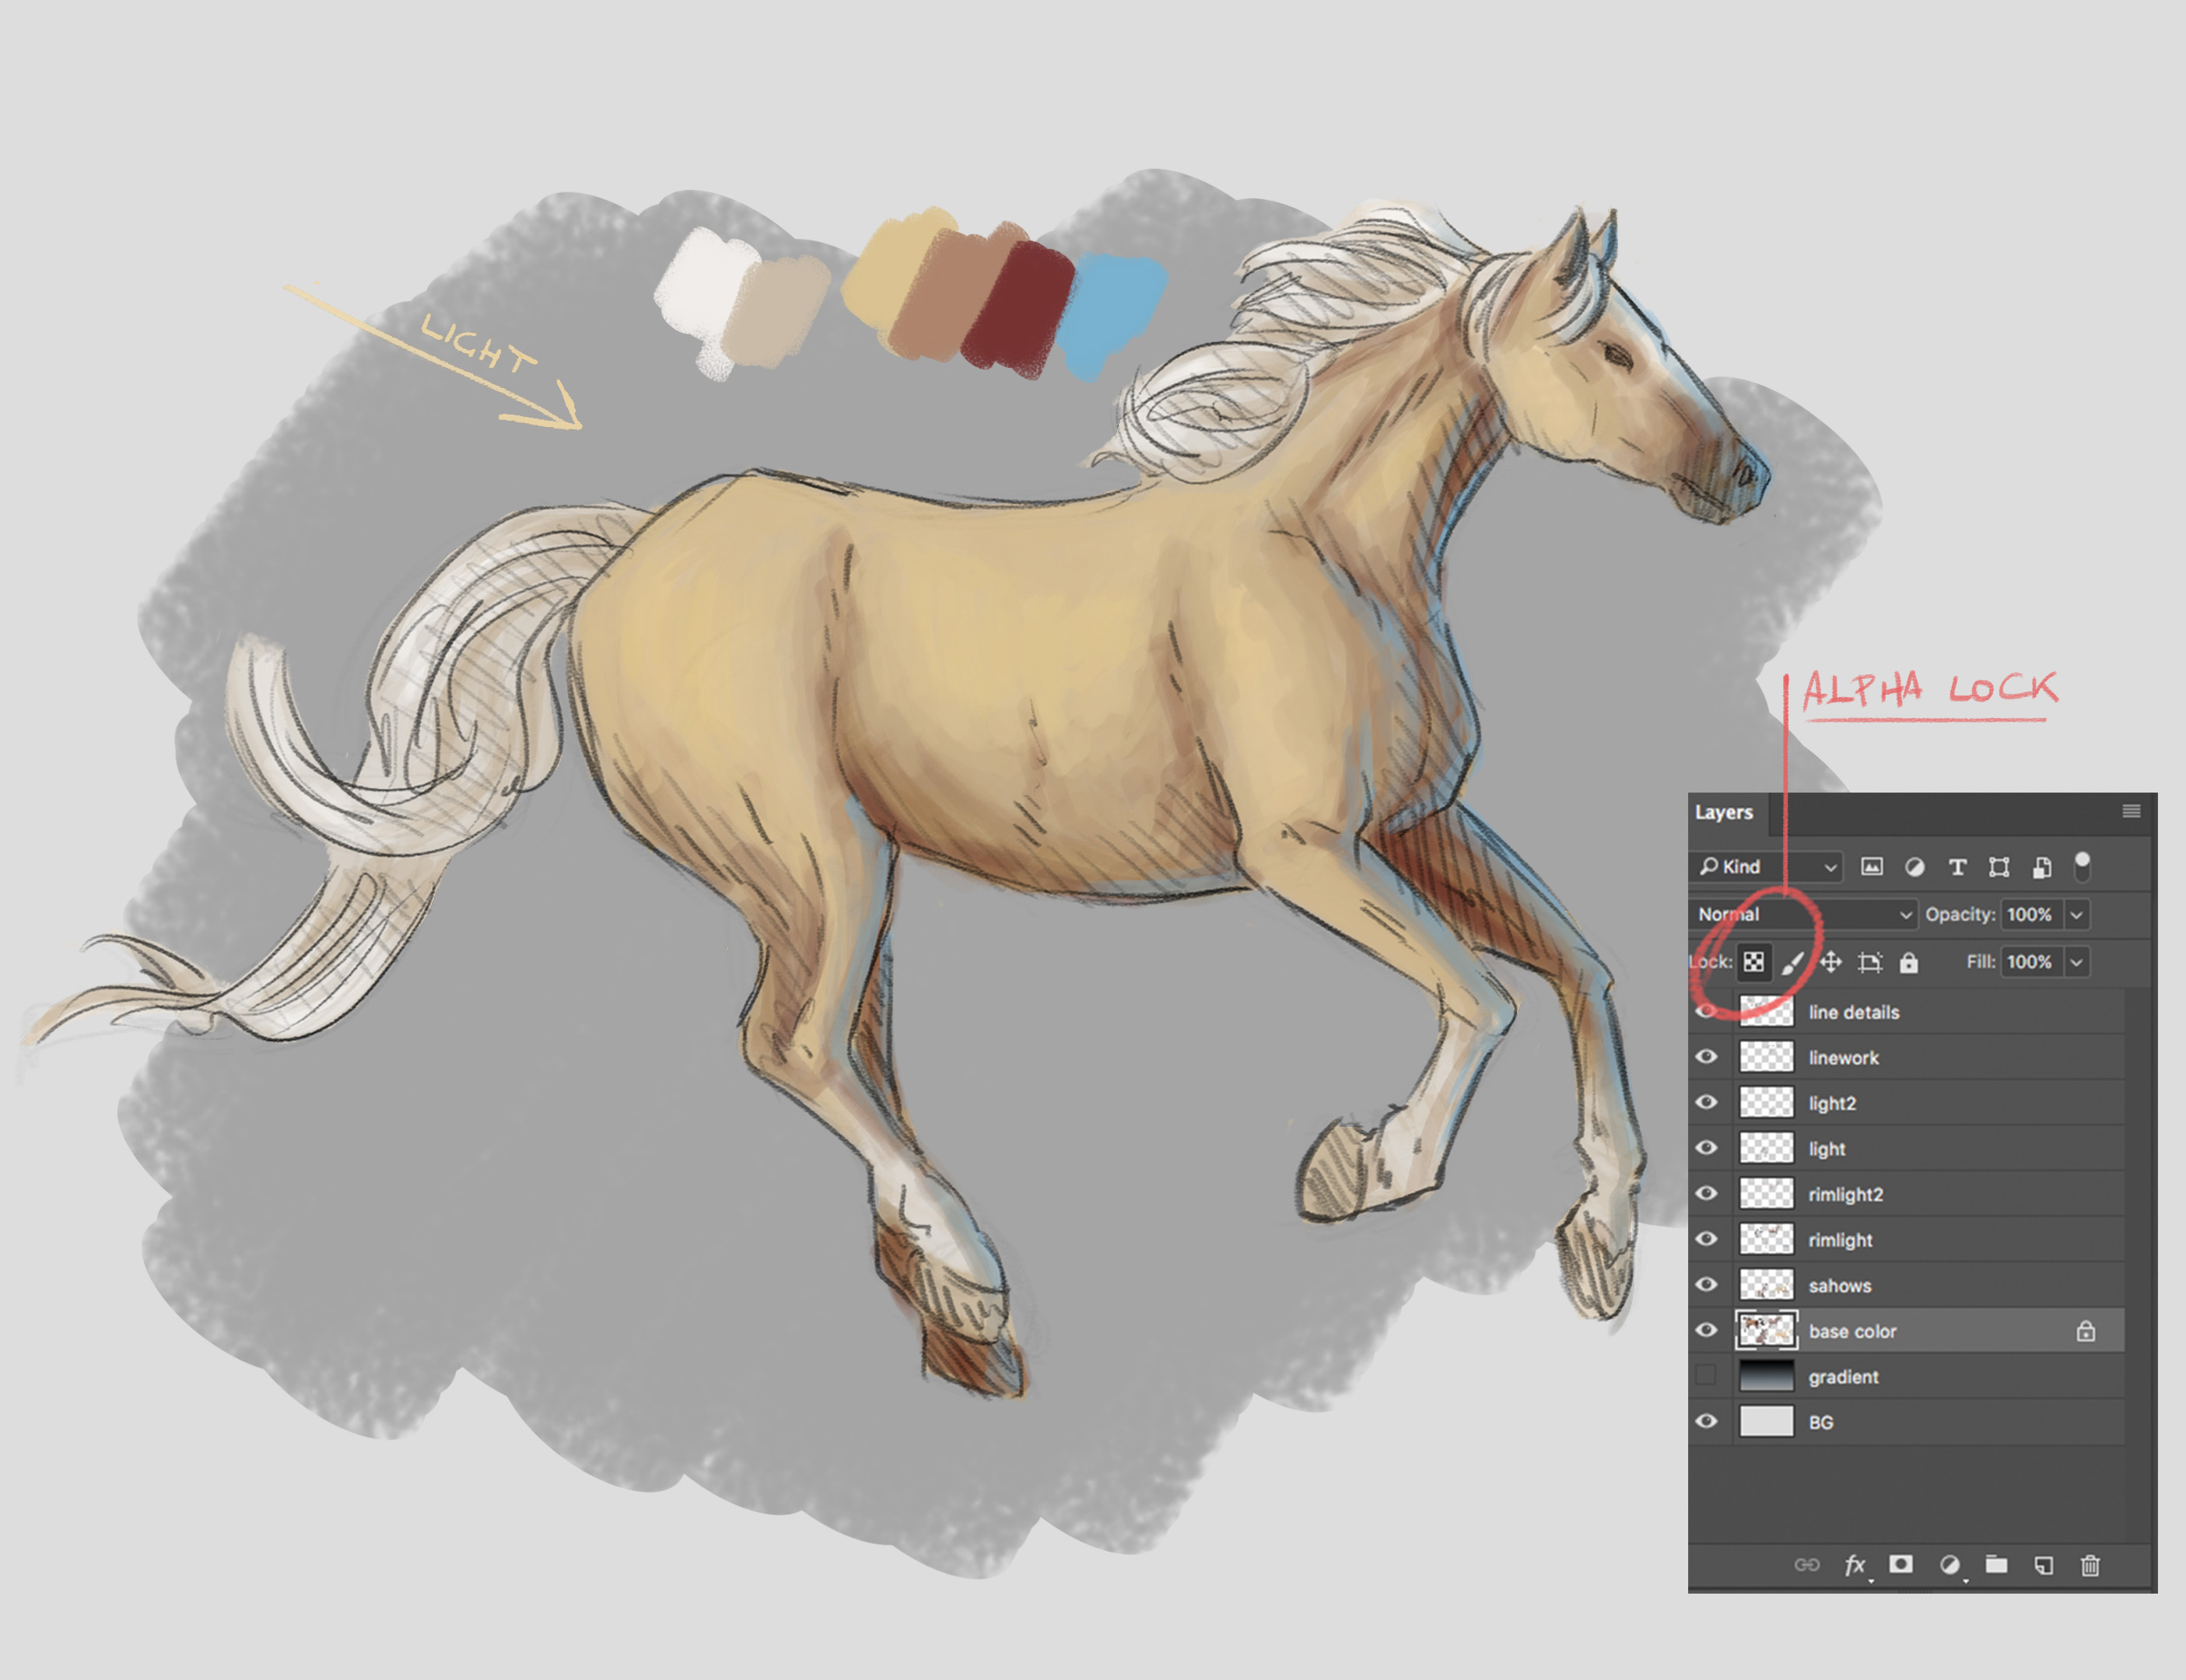 LIGHT
ALPHA LOCK
Layers
Kind
Normal Opacity: 100%
Lock: Fill: 100%
line details
linework
light2
light
rimlight2
rimlight
sahows
base color
gradient
BG